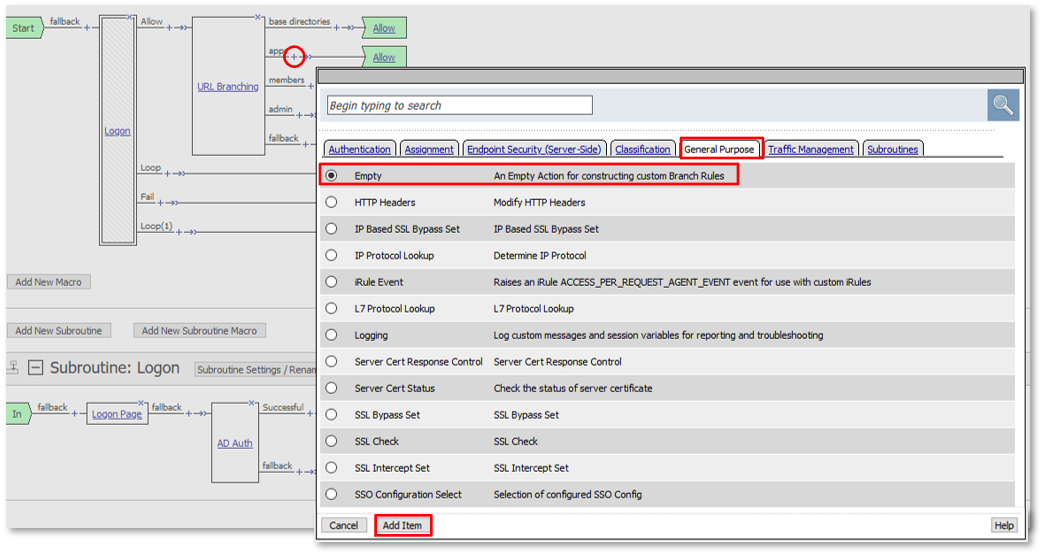 Start
fallback
Logon
Allow
URL Branching
base directories
Allow
apps
Allow
members
admin
fallback
Loop
Fail
Loop(1)
Add New Macro
Add New Subroutine
Add New Subroutine Macro
Subroutine: Logon
Subroutine Settings / Renam
In
fallback
Logon Page
fallback
AD Auth
Successful
fallback
Begin typing to search
Authentication
Assignment
Endpoint Security (Server-Side)
Classification
General Purpose
Traffic Management
Subroutines
Empty An Empty Action for constructing custom Branch Rules
HTTP Headers Modify HTTP Headers
IP Based SSL Bypass Set IP Based SSL Bypass Set
IP Protocol Lookup Determine IP Protocol
iRule Event Raises an iRule ACCESS_PER_REQUEST_AGENT_EVENT event for use with custom iRules
L7 Protocol Lookup L7 Protocol Lookup
Logging Log custom messages and session variables for reporting and troubleshooting
Server Cert Response Control Server Cert Response Control
Server Cert Status Check the status of server certificate
SSL Bypass Set SSL Bypass Set
SSL Check SSL Check
SSL Intercept Set SSL Intercept Set
SSO Configuration Select Selection of configured SSO Config
Cancel
Add Item
Help